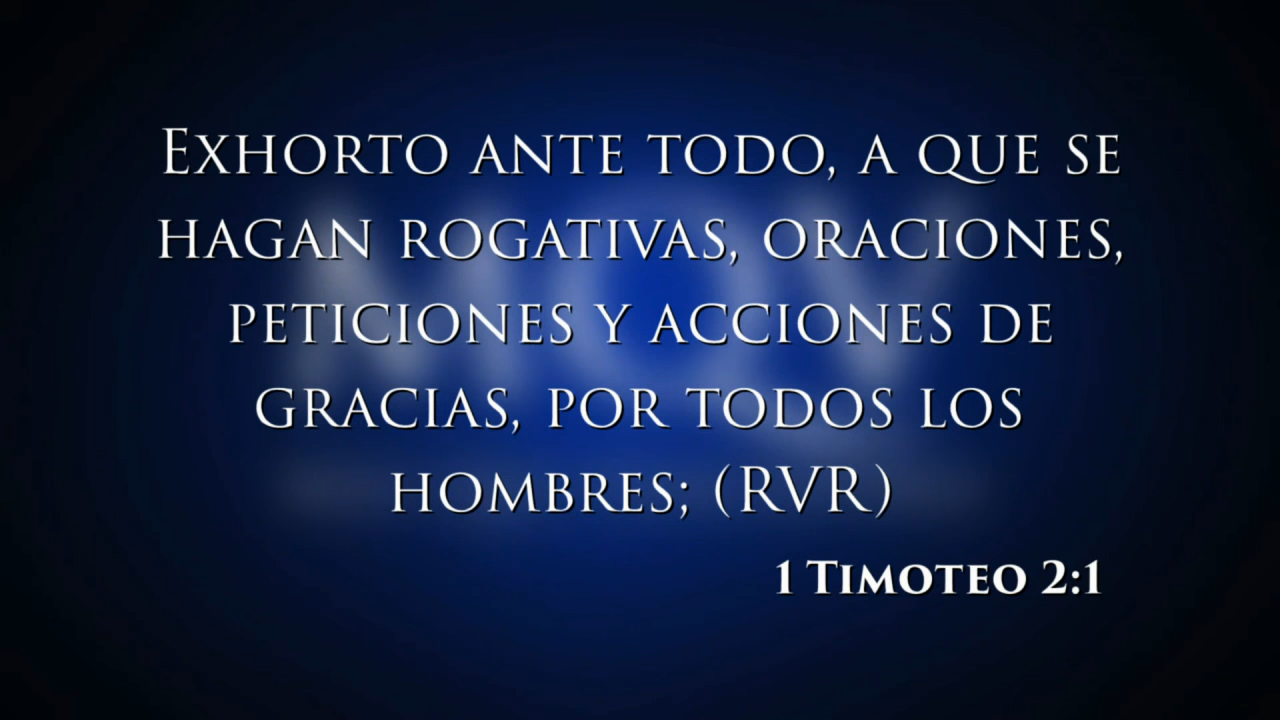 Exhorto ante todo, a que se
hagan rogativas, oraciones,
peticiones y acciones de
gracias, por todos los
hombres; (RVR)
1 Timoteo 2:1